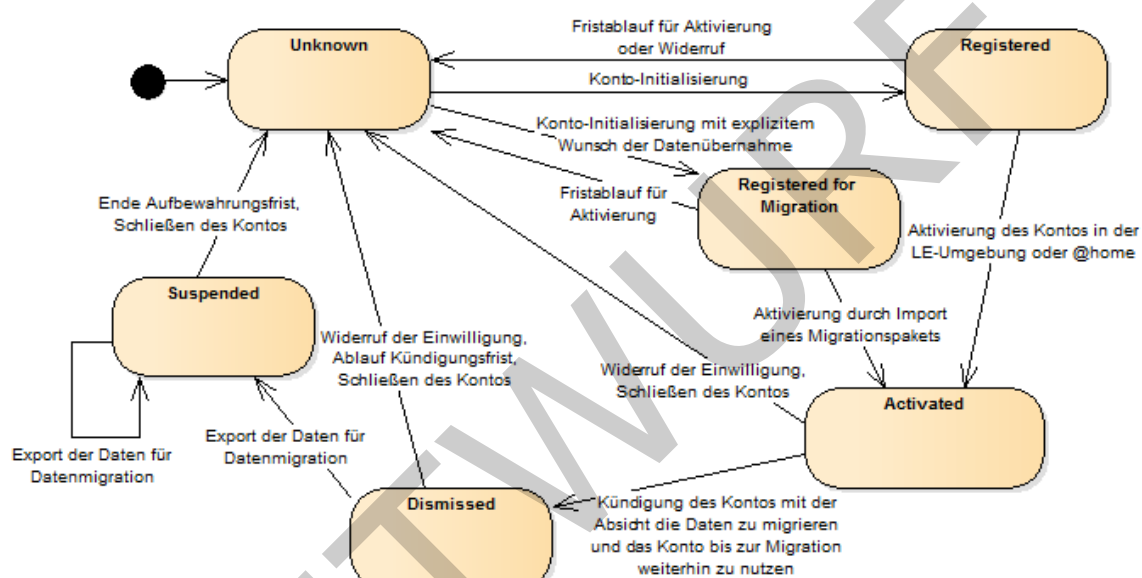 Unknown
Fristablauf für Aktivierung
oder Widerruf
Registered
Konto-Initialisierung
Konto-Initialisierung mit explizitem
Wunsch der Datenübernahme
Registered for
Migration
Fristablauf für
Aktivierung
Ende Aufbewahrungsfrist,
Schließen des Kontos
Aktivierung des Kontos in der
LE-Umgebung oder @home
Suspended
Aktivierung durch Import
eines Migrationspakets
Widerruf der Einwilligung,
Ablauf Kündigungsfrist,
Schließen des Kontos
Widerruf der Einwilligung,
Schließen des Kontos
Activated
Export der Daten für
Datenmigration
Export der Daten für
Datenmigration
Dismissed
Kündigung des Kontos mit der
Absicht die Daten zu migrieren
und das Konto bis zur Migration
weiterhin zu nutzen